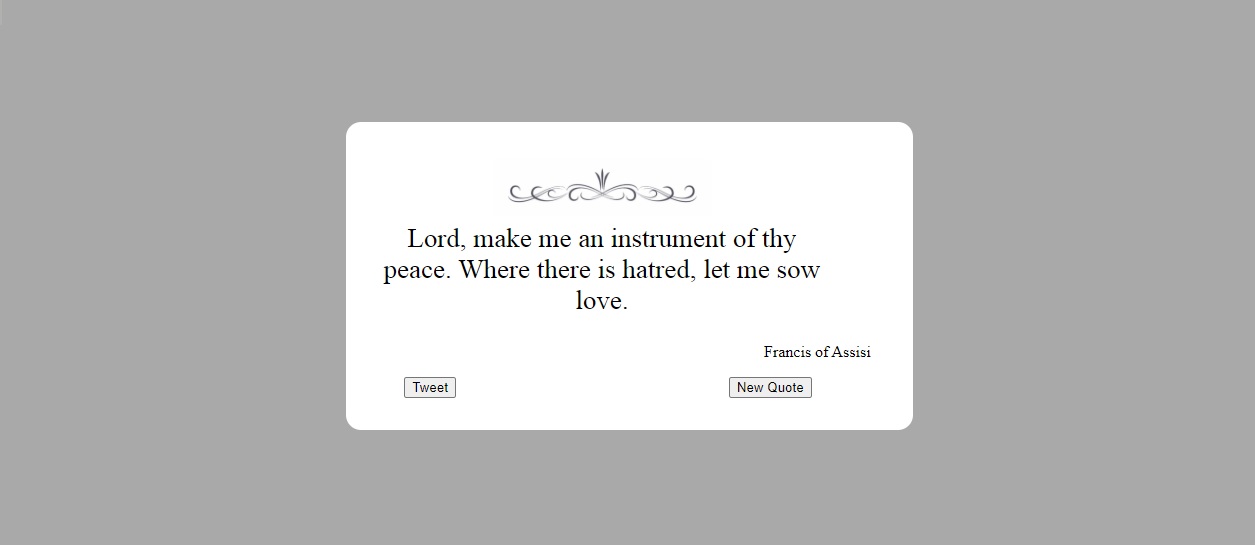 Lord, make me an instrument of thy
peace. Where there is hatred, let me sow
love.
Francis of Assisi
Tweet
New Quote